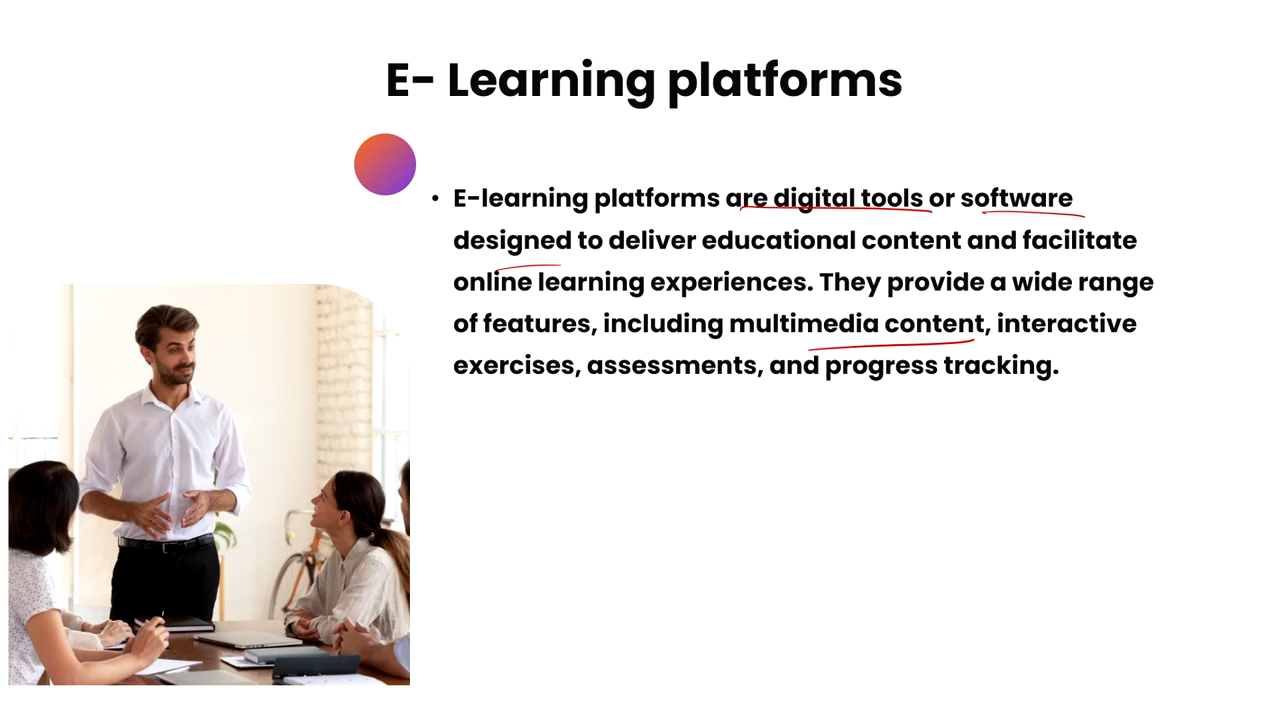 E- Learning platforms
• E-learning platforms are digital tools or software
designed to deliver educational content and facilitate
online learning experiences. They provide a wide range
of features, including multimedia content, interactive
exercises, assessments, and progress tracking.